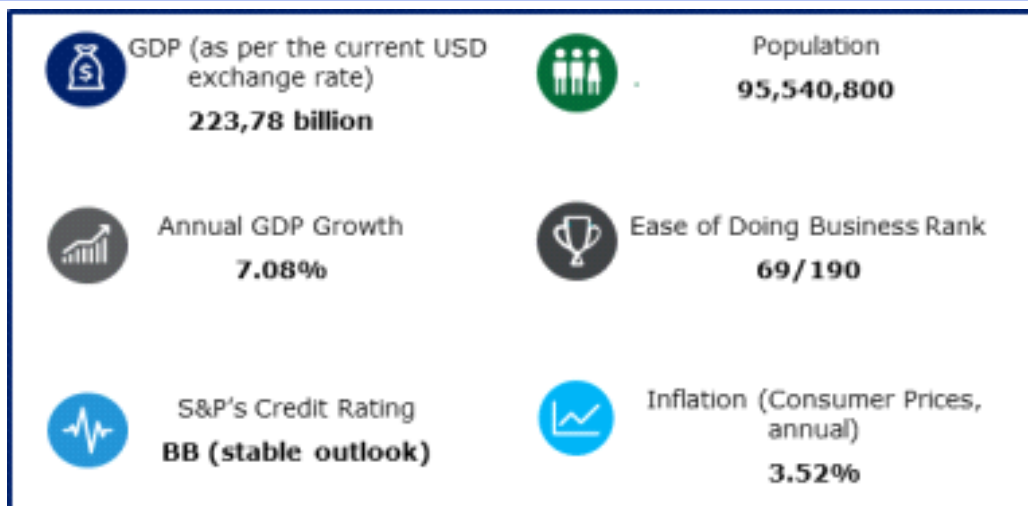 GDP (as per the current USD
exchange rate)
223,78 billion
Population
95,540,800
Annual GDP Growth
7.08%
Ease of Doing Business Rank
69/190
S&P's Credit Rating
BB (stable outlook)
Inflation (Consumer Prices,
annual)
3.52%